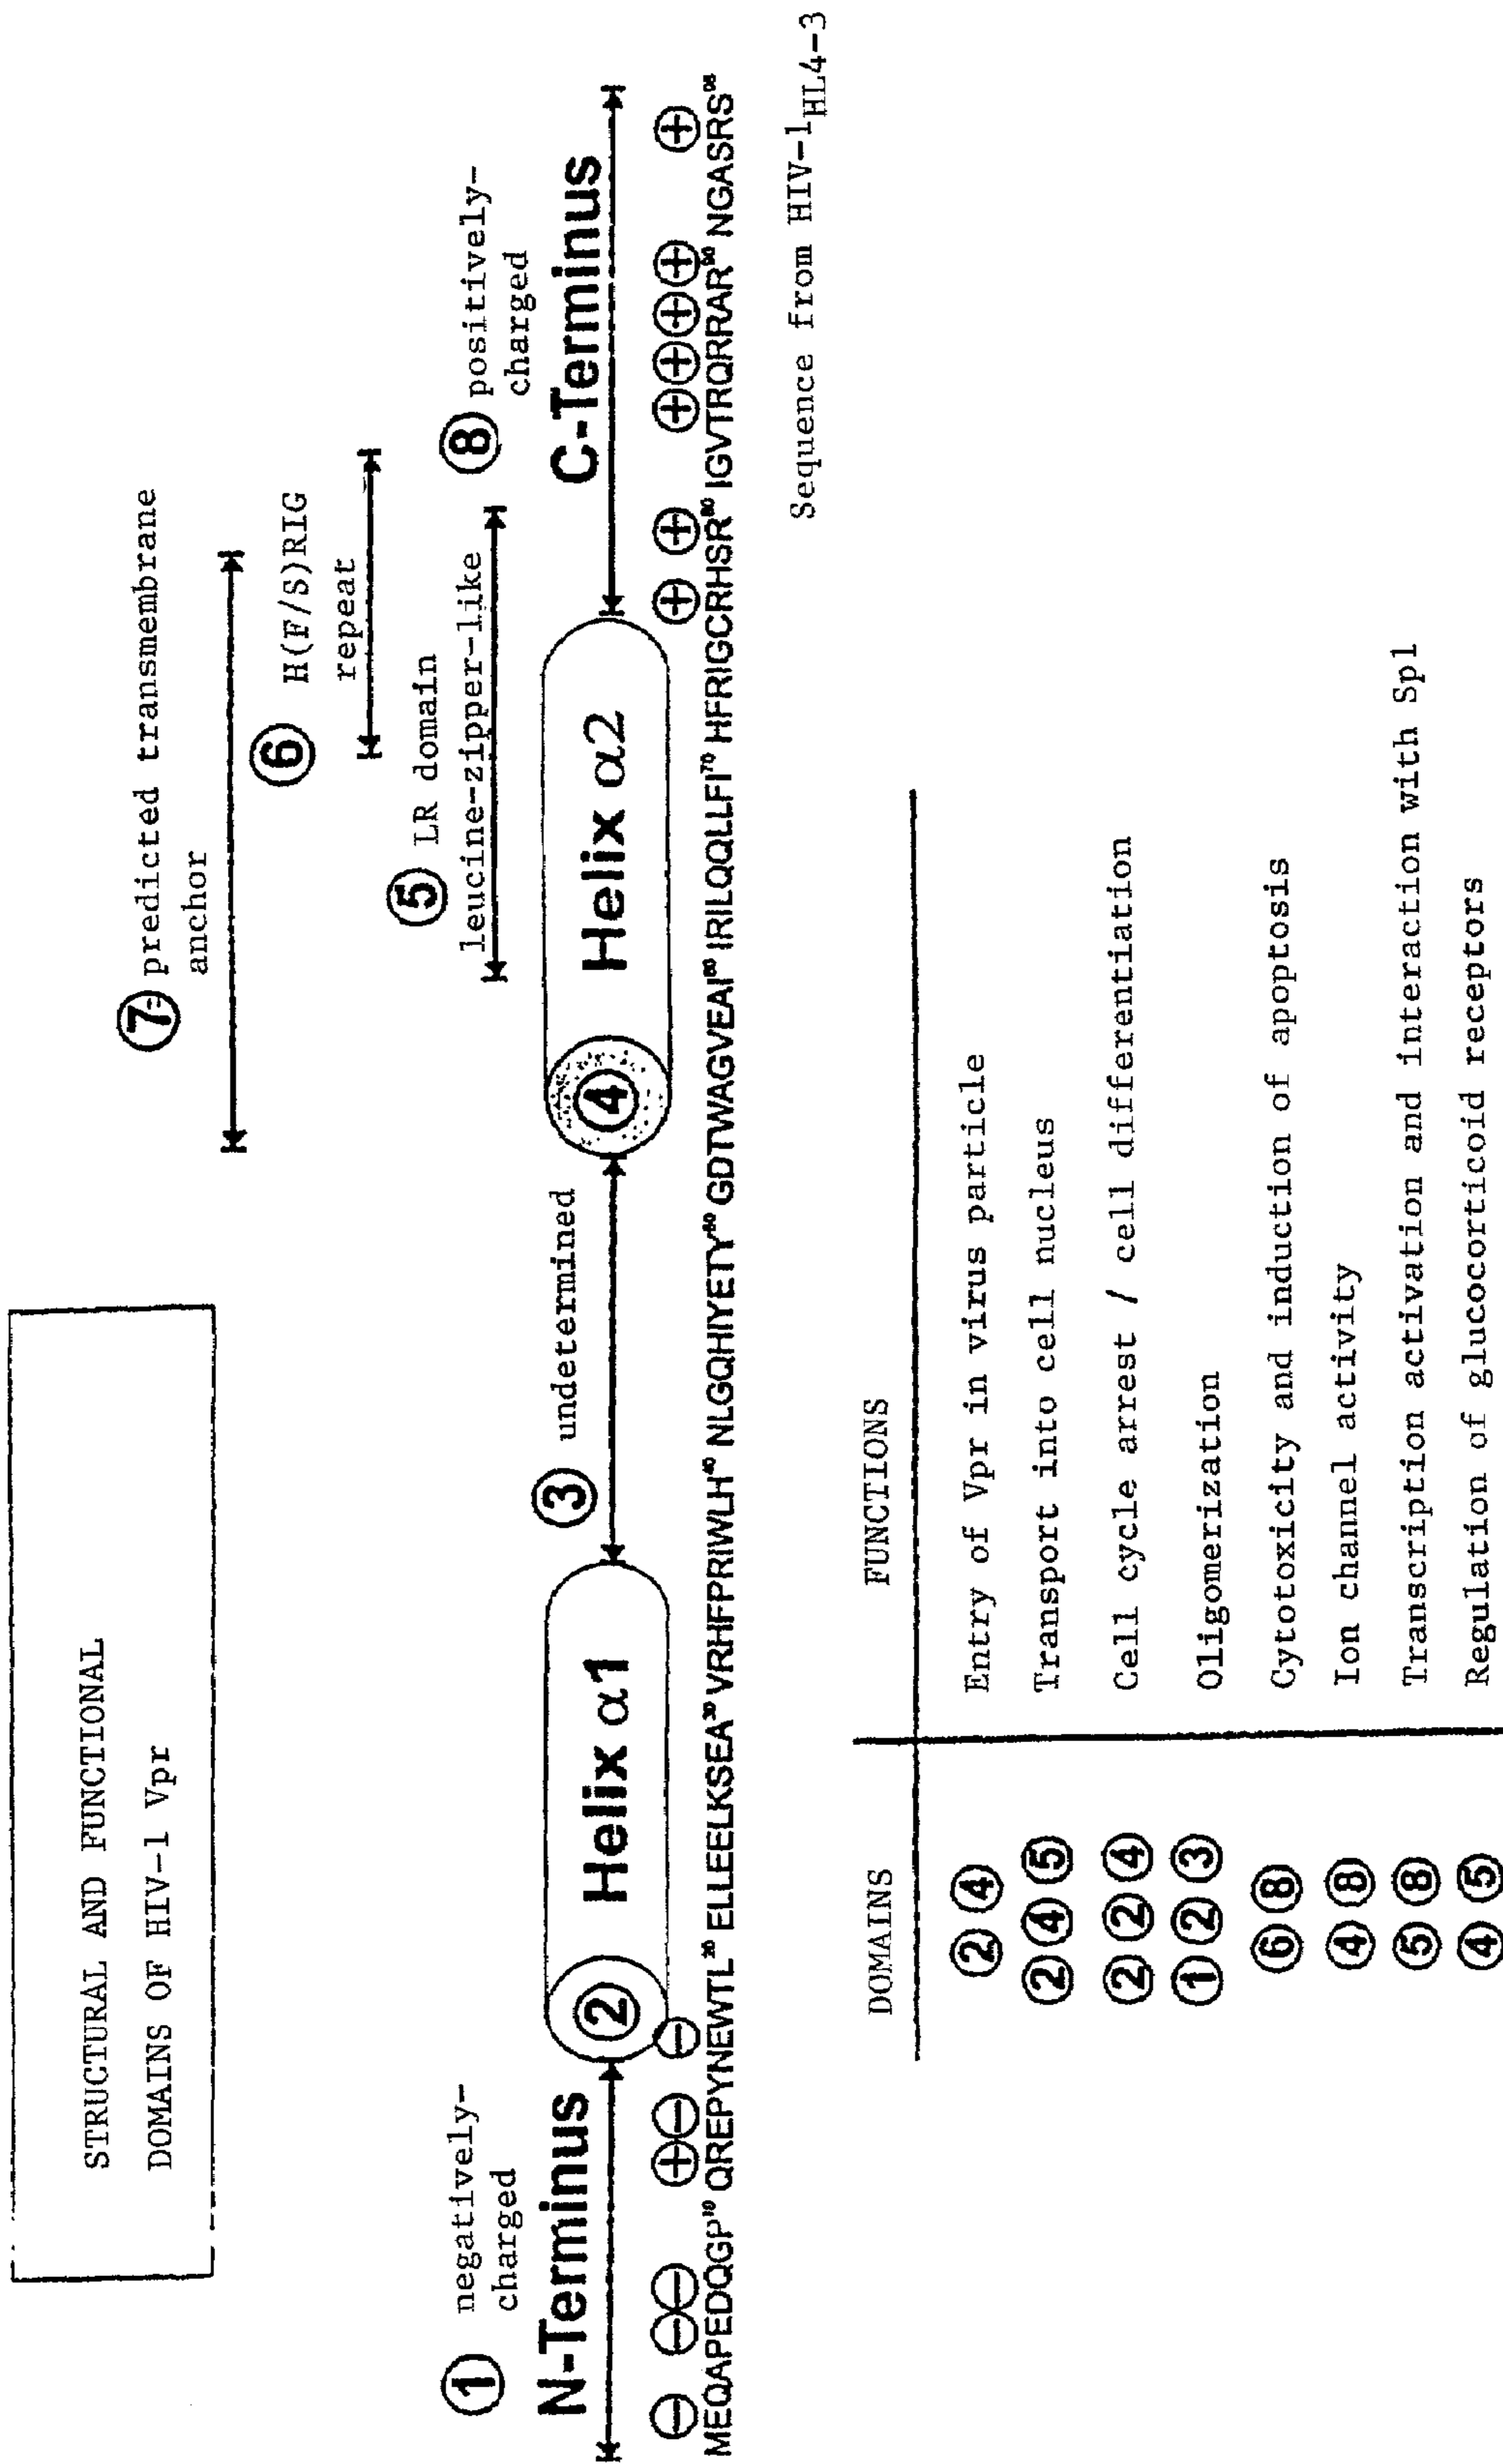 STRUCTURAL AND FUNCTIONAL
DOMAINS OF HIV-1 Vpr
⑦ predicted transmembrane
anchor
⑥ H(F/S)RIG
repeat
⑤ LR domain
leucine-zipper-like
① negatively-
charged
③ undetermined
⑧ positively-
charged
N-Terminus
② Helix α1
④ Helix α2
C-Terminus
⊖ ⊖⊖ ⊕⊖ ⊖ ⊕ ⊕ ⊕⊕⊕⊕ ⊕
MEQAPEDQGP¹⁰ QREPYNEWTL²⁰ ELLEELKSEA³⁰ VRHFPRIWLH⁴⁰ NLGQHIYETY⁵⁰ GDTWAGVEAI⁶⁰ IRILQQLLFI⁷⁰ HFRIGCRHSR⁸⁰ IGVTRQRRAR⁹⁰ NGASRS⁹⁶
Sequence from HIV-1HL4-3
DOMAINS FUNCTIONS
②④ Entry of Vpr in virus particle
②④⑤ Transport into cell nucleus
②②④ Cell cycle arrest / cell differentiation
①②③ Oligomerization
⑥⑧ Cytotoxicity and induction of apoptosis
④⑧ Ion channel activity
⑤⑧ Transcription activation and interaction with Sp1
④⑤ Regulation of glucocorticoid receptors